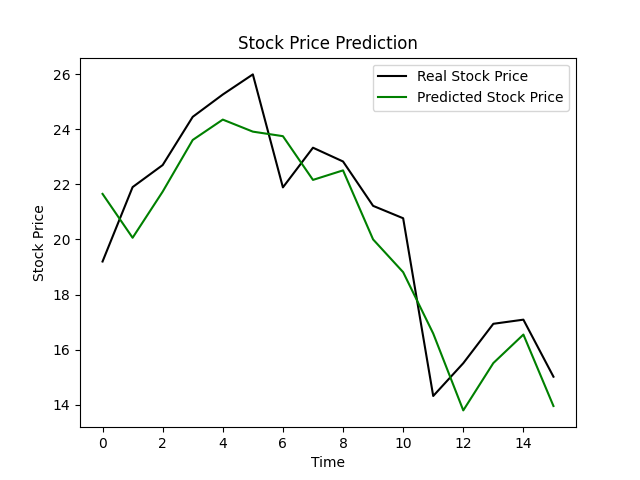 Stock Price Prediction
Real Stock Price
Predicted Stock Price
Stock Price
26
24
22
20
18
16
14
0 2 4 6 8 10 12 14
Time